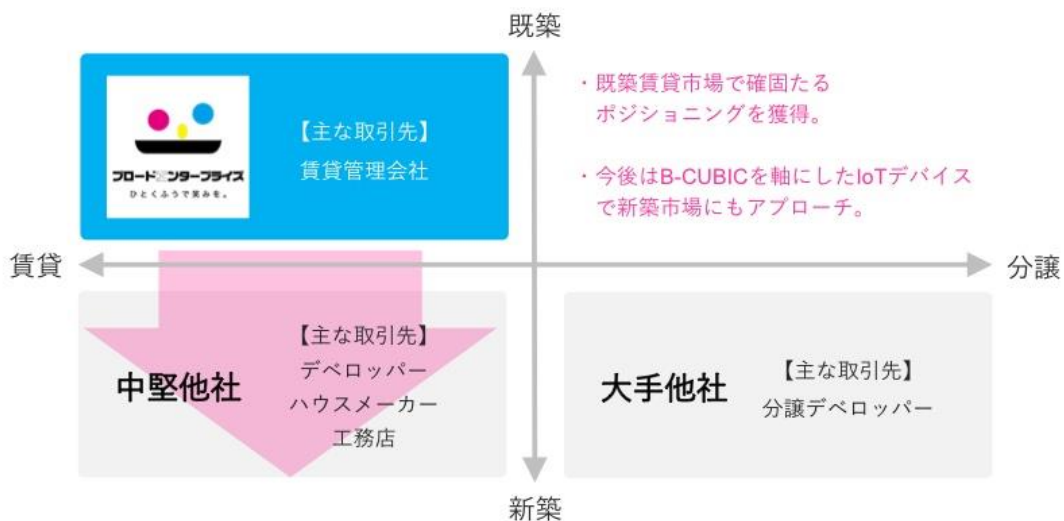 既築
・既築賃貸市場で確固たる
ポジショニングを獲得。
・今後はB-CUBICを軸にしたIoTデバイス
で新築市場にもアプローチ。
ブロードエンタープライズ
ひとくふうで笑みを。
【主な取引先】
賃貸管理会社
賃貸
分譲
中堅他社
【主な取引先】
デベロッパー
ハウスメーカー
工務店
大手他社
【主な取引先】
分譲デベロッパー
新築